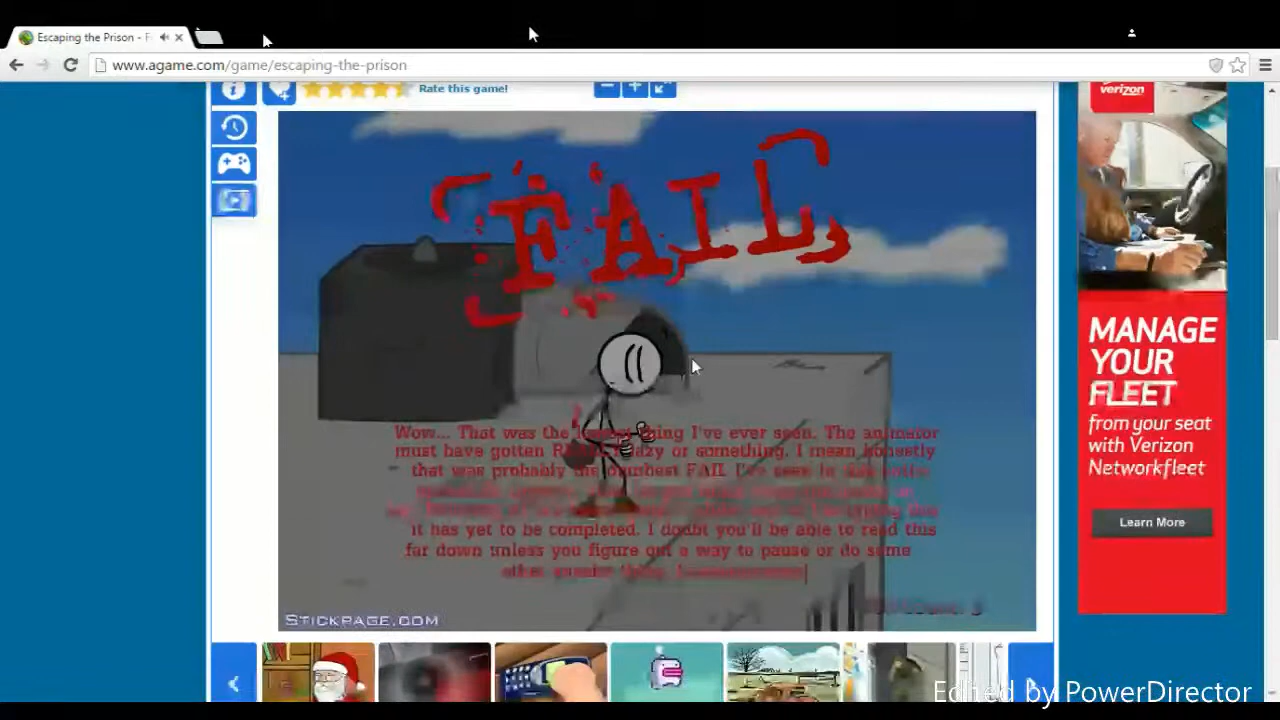 Escaping the Prison - F
www.agame.com/game/escaping-the-prison
Rate this game!
verizon
FAIL
Wow... That was the thing I've ever seen. The animator
must have gotten lazy or something. I mean honestly
that was probably the dumbest FAIL I've seen in
it has yet to be completed. I doubt you'll be able to read this
far down unless you figure out a way to pause or do some
other
STICKPAGE.COM
MANAGE
YOUR
FLEET
from your seat
with Verizon
Networkfleet
Learn More
Edited by PowerDirector